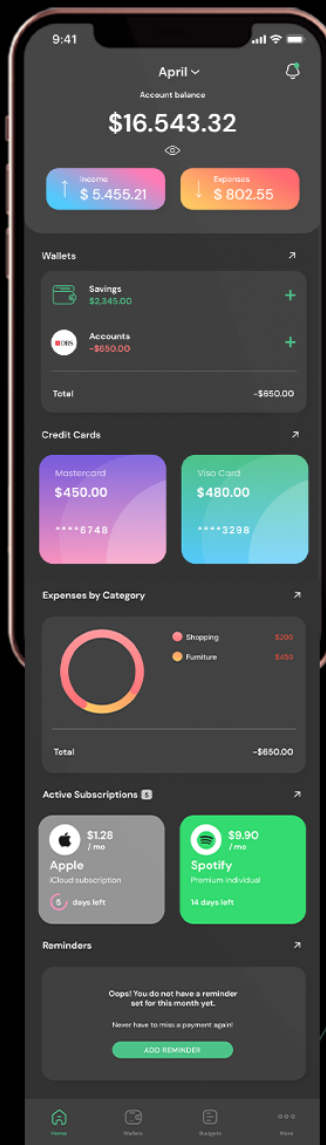 9:41
April
Account balance
$16.543.32
Income
$ 5.455.21
Expenses
$ 802.55
Wallets
Savings
$2,345.00
DBS
Accounts
-$650.00
Total
-$650.00
Credit Cards
Mastercard
$450.00
****6748
Visa Card
$480.00
****3298
Expenses by Category
Shopping
$200
Furniture
$450
Total
-$650.00
Active Subscriptions 5
$1.28
/ mo
Apple
iCloud subscription
5 days left
$9.90
/ mo
Spotify
Premium individual
14 days left
Reminders
Oops! You do not have a reminder
set for this month yet.
Never have to miss a payment again!
ADD REMINDER
Home
Wallets
Budgets
More